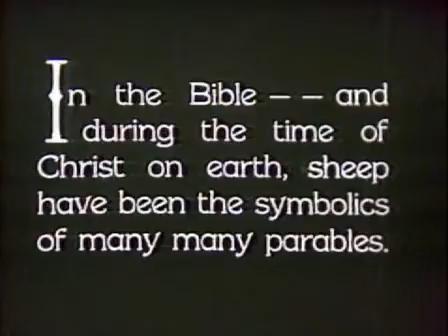 In the Bible — — and
during the time of
Christ on earth, sheep
have been the symbolics
of many many parables.